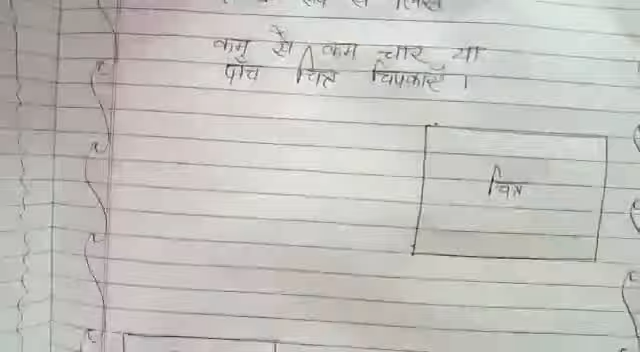 कम से कम चार या
पाँच चित्र चिपकाएँ।
चित्र